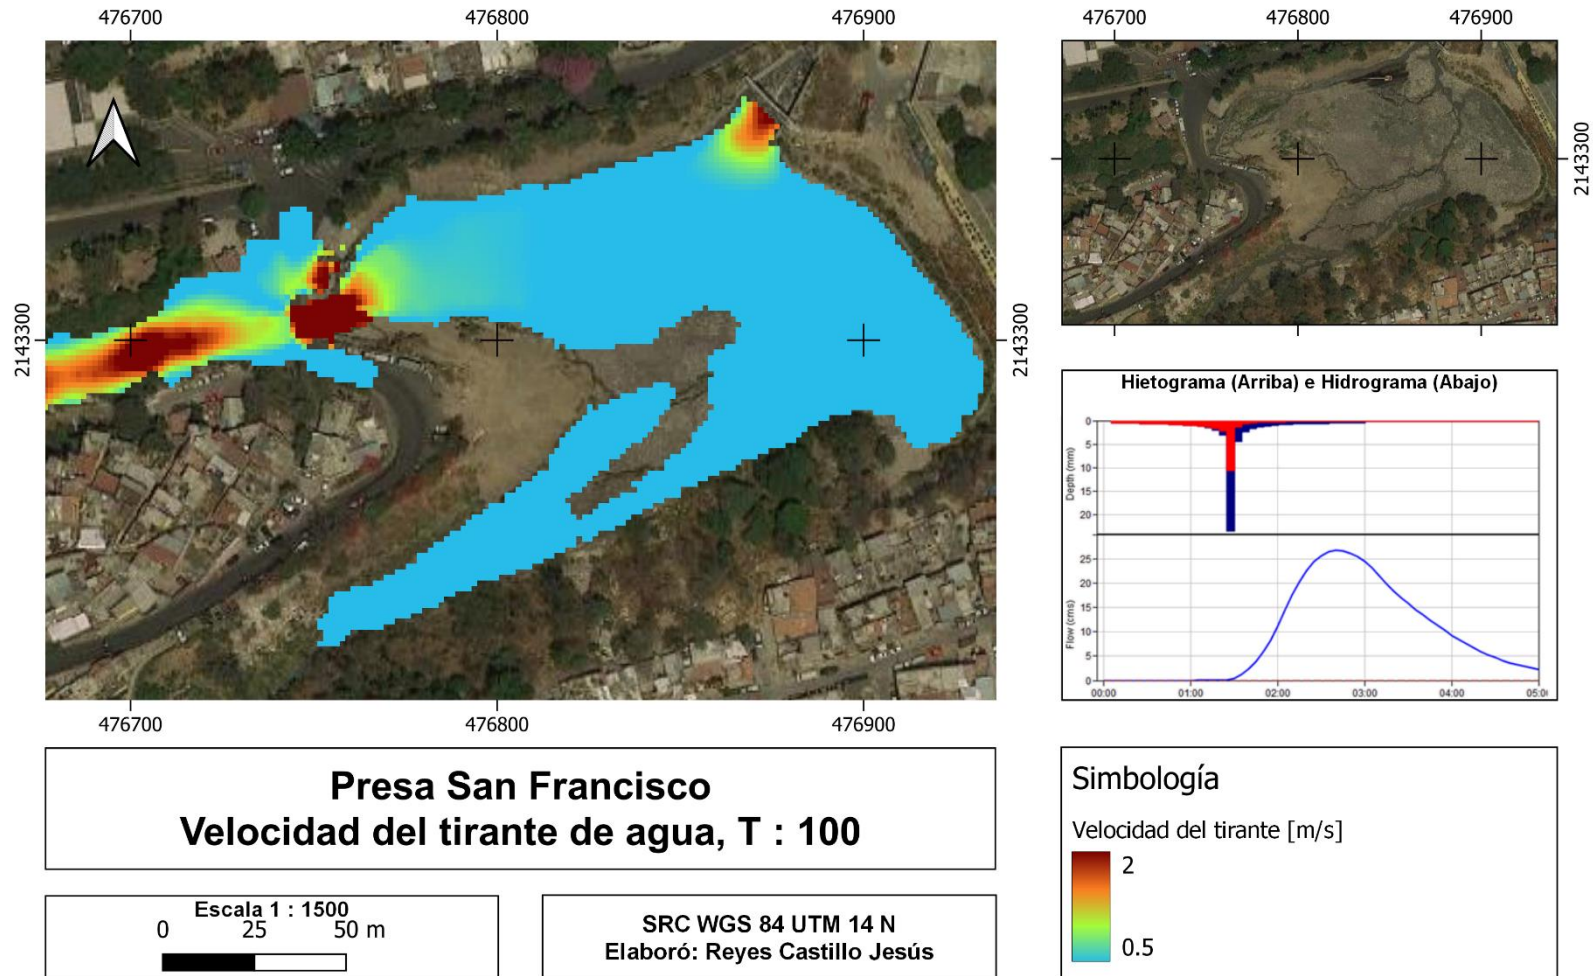 476700 476800 476900
476700 476800 476900
2143300
2143300
2143300
476700 476800 476900
Hietograma (Arriba) e Hidrograma (Abajo)
0
5
10
15
20
Depth (mm)
25
20
15
10
5
0
Flow (cms)
00:00 01:00 02:00 03:00 04:00 05:0
Presa San Francisco
Velocidad del tirante de agua, T : 100
Simbología
Velocidad del tirante [m/s]
2
0.5
Escala 1 : 1500
0 25 50 m
SRC WGS 84 UTM 14 N
Elaboró: Reyes Castillo Jesús